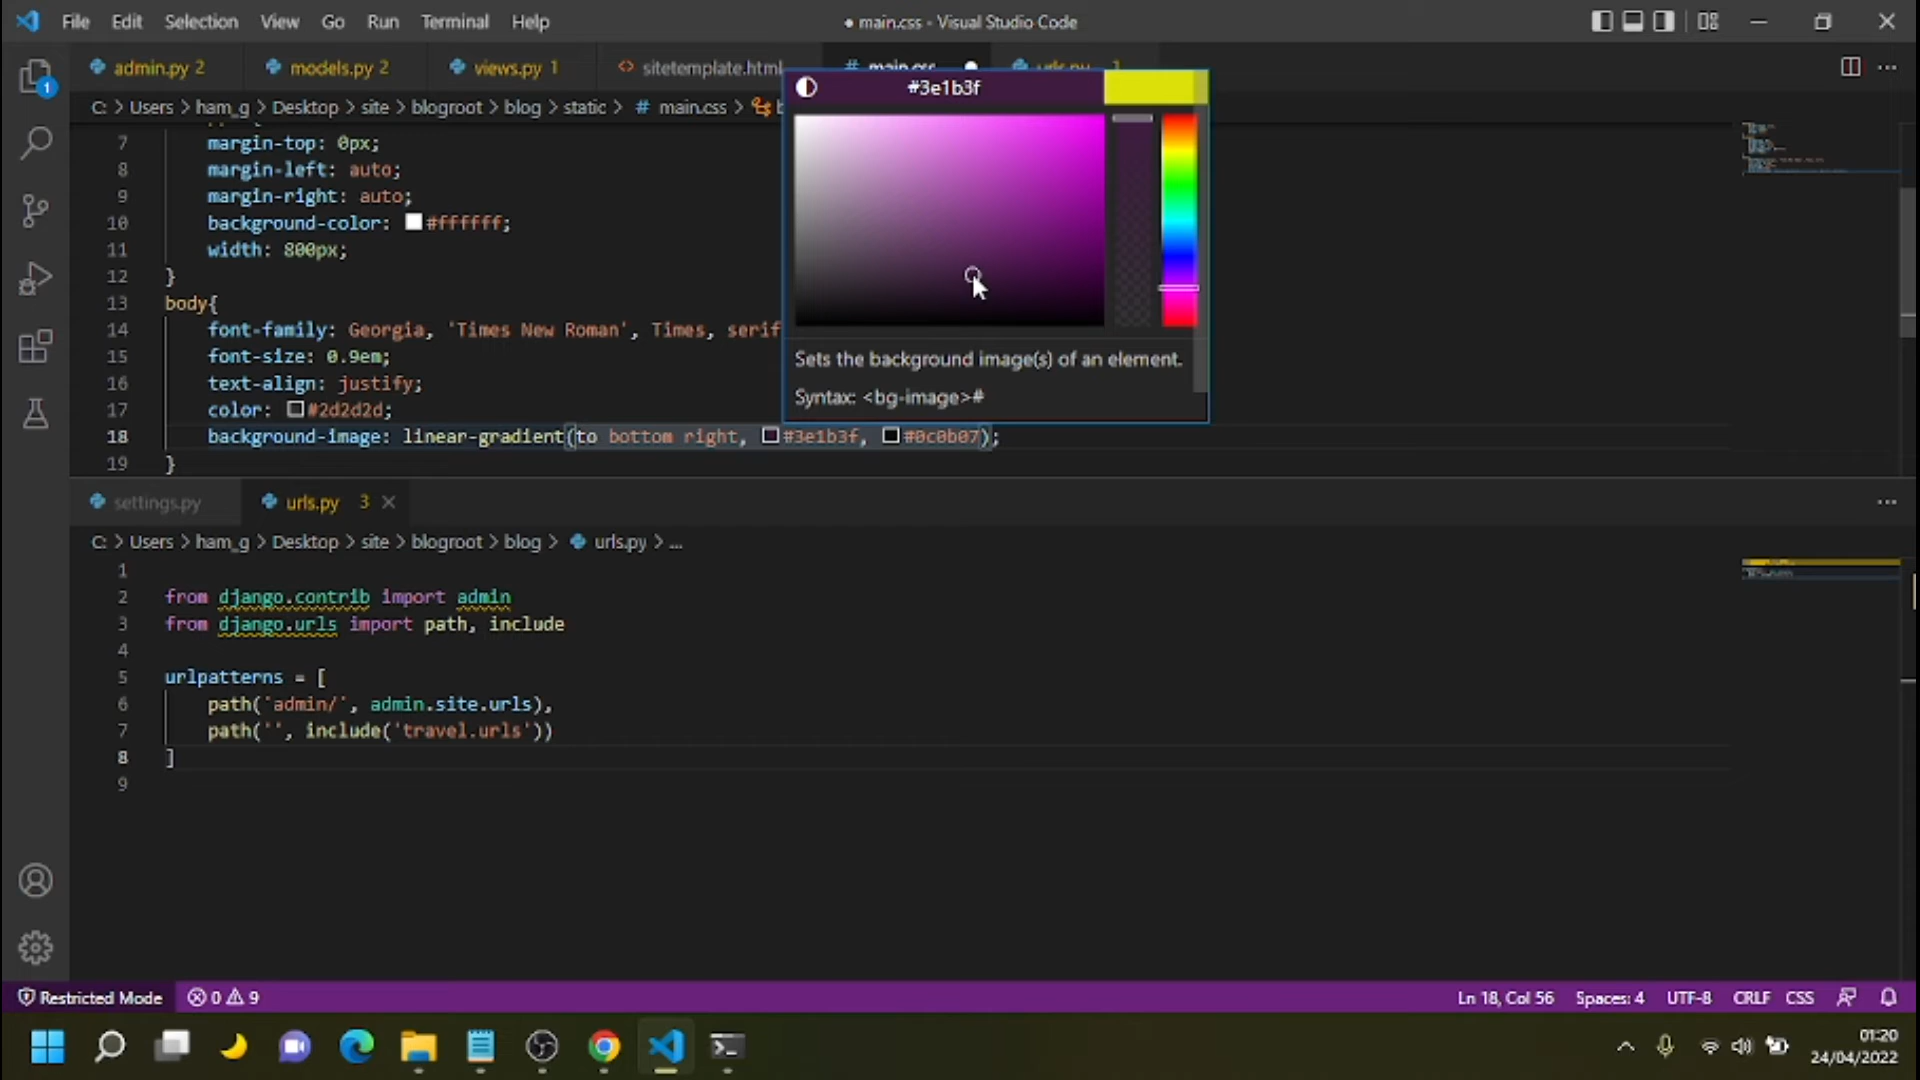 File Edit Selection View Go Run Terminal Help
● main.css - Visual Studio Code
admin.py 2 models.py 2 views.py 1 sitetemplate.html # main.css urls.py 1
C: > Users > ham_g > Desktop > site > blogroot > blog > static > # main.css >
#3e1b3f
7 margin-top: 0px;
8 margin-left: auto;
9 margin-right: auto;
10 background-color: #ffffff;
11 width: 800px;
12 }
13 body{
14 font-family: Georgia, 'Times New Roman', Times, serif
15 font-size: 0.9em;
16 text-align: justify;
17 color: #2d2d2d;
18 background-image: linear-gradient(to bottom right, #3e1b3f, #0c0b07);
19 }
Sets the background image(s) of an element.
Syntax: <bg-image>#
settings.py urls.py 3
C: > Users > ham_g > Desktop > site > blogroot > blog > urls.py > ...
1
2 from django.contrib import admin
3 from django.urls import path, include
4
5 urlpatterns = [
6 path('admin/', admin.site.urls),
7 path('', include('travel.urls'))
8 ]
9
1
Restricted Mode 0 9
Ln 18, Col 56 Spaces: 4 UTF-8 CRLF CSS
01:20
24/04/2022